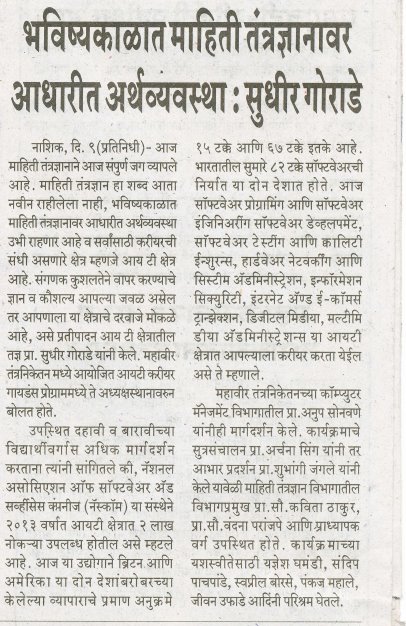 भविष्यकाळात माहिती तंत्रज्ञानावर
आधारीत अर्थव्यवस्था : सुधीर गोराडे
नाशिक, दि. ९(प्रतिनिधी)- आज
माहिती तंत्रज्ञानाने आज संपुर्ण जग व्यापले
आहे. माहिती तंत्रज्ञान हा शब्द आता
नवीन राहीलेला नाही, भविष्यकाळात
माहिती तंत्रज्ञानावर आधारीत अर्थव्यवस्था
उभी राहणार आहे व सर्वांसाठी करीयरची
संधी असणारे क्षेत्र म्हणजे आय टी क्षेत्र
आहे. संगणक कुशलतेने वापर करण्याचे
ज्ञान व कौशल्य आपल्या जवळ असेल
तर आपणाला या क्षेत्राचे दरवाजे मोकळे
आहे, असे प्रतीपादन आय टी क्षेत्रातील
तज्ञ प्रा. सुधीर गोराडे यांनी केले. महावीर
तंत्रनिकेतन मध्ये आयोजित आयटी करीयर
गायडंस प्रोग्राममध्ये ते अध्यक्षस्थानावरुन
बोलत होते.
उपस्थित दहावी व बारावीच्या
विद्यार्थीवर्गास अधिक मार्गदर्शन
करताना त्यांनी सांगितले की, नॅशनल
असोसिएशन ऑफ सॉफ्टवेअर अँड
सर्व्हीसेस कंपनीज (नॅस्कॉम) या संस्थेने
२०१३ वर्षात आयटी क्षेत्रात २ लाख
नोकऱ्या उपलब्ध होतील असे म्हटले
आहे. आज या उद्योगाने ब्रिटन आणि
अमेरिका या दोन देशांबरोबरच्या
केलेल्या व्यापाराचे प्रमाण अनुक्रमे
१५ टक्के आणि ६७ टक्के इतके आहे.
भारतातील सुमारे ८२ टक्के सॉफ्टवेअरची
निर्यात या दोन देशात होते. आज
सॉफ्टवेअर प्रोग्रामिंग आणि सॉफ्टवेअर
इंजिनिअरींग सॉफ्टवेअर डेव्हलपमेंट,
सॉफ्टवेअर टेस्टींग आणि क्वालिटी
ईन्शुरन्स, हार्डवेअर नेटवर्कींग आणि
सिस्टीम अॅडमिनीस्ट्रेशन, इन्फॉरमेशन
सिक्युरिटी, इंटरनेट अॅण्ड ई-कॉमर्स
ट्रान्झेक्शन, डिजीटल मिडीया, मल्टीमि
डीया अॅडमिनीस्ट्रेशन्स या आयटी
क्षेत्रात आपल्याला करीयर करता येईल
असे ते म्हणाले.
महावीर तंत्रनिकेतनच्या कॉम्प्युटर
मॅनेजमेंट विभागातील प्रा.अनुप सोनवणे
यांनीही मार्गदर्शन केले. कार्यक्रमाचे
सुत्रसंचालन प्रा.अर्चना सिंग यांनी तर
आभार प्रदर्शन प्रा.शुभांगी जगले यांनी
केले यावेळी माहिती तंत्रज्ञान विभागातील
विभागप्रमुख प्रा.सौ.कविता ठाकुर,
प्रा.सौ.वंदना परांजपे आणि प्राध्यापक
वर्ग उपस्थित होते. कार्यक्रमाच्या
यशस्वीतेसाठी यज्ञेश घमंडी, संदिप
पाचपांडे, स्वप्नील बोरसे, पंकज महाले,
जीवन उफाडे आदिंनी परिश्रम घेतले.